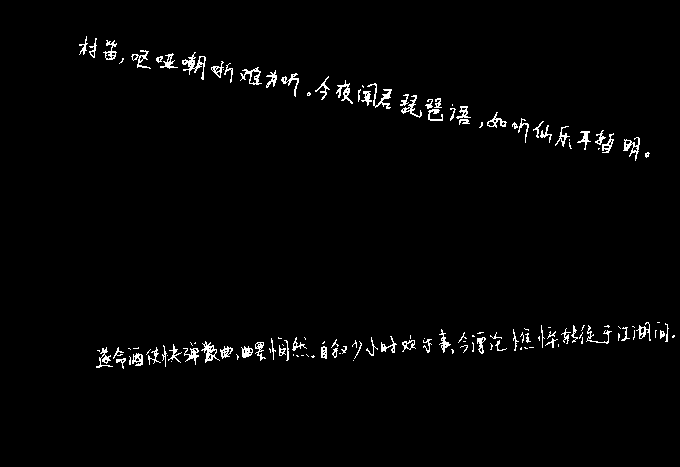 村笛,呕哑嘲哳难为听。今夜闻君琵琶语,如听仙乐耳暂明。
遂命酒使快弹数曲,曲罢悯然.自叙少小时欢乐事,今漂沦憔悴转徙于江湖间.